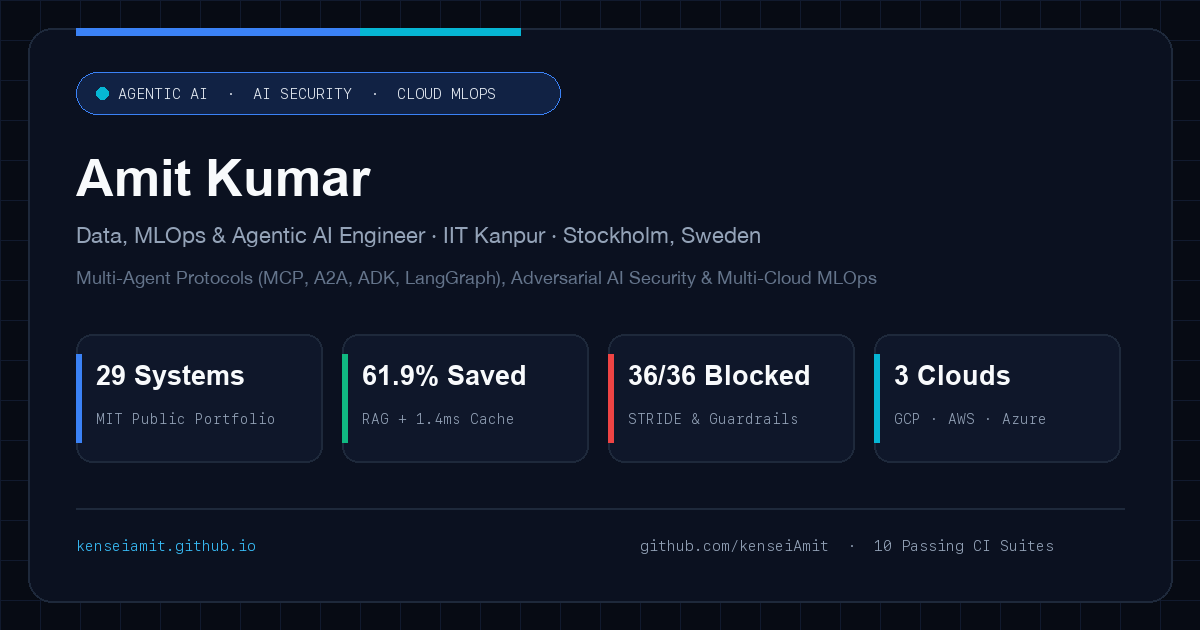 AGENTIC AI · AI SECURITY · CLOUD MLOPS
Amit Kumar
Data, MLOps & Agentic AI Engineer · IIT Kanpur · Stockholm, Sweden
Multi-Agent Protocols (MCP, A2A, ADK, LangGraph), Adversarial AI Security & Multi-Cloud MLOps
29 Systems
MIT Public Portfolio
61.9% Saved
RAG + 1.4ms Cache
36/36 Blocked
STRIDE & Guardrails
3 Clouds
GCP · AWS · Azure
kenseiamit.github.io
github.com/kenseiAmit · 10 Passing CI Suites